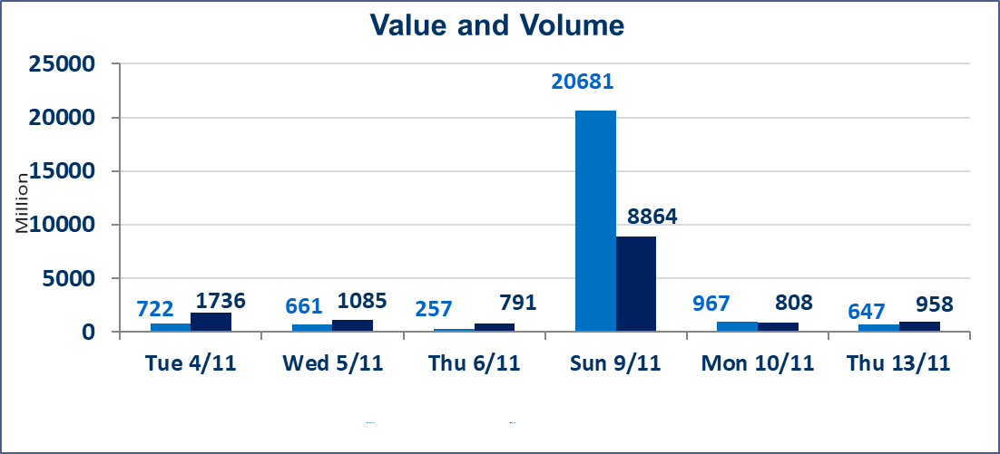 Value and Volume
25000
20000
15000
10000
5000
0
Million
722
1736
661
1085
257
791
20681
8864
967
808
647
958
Tue 4/11
Wed 5/11
Thu 6/11
Sun 9/11
Mon 10/11
Thu 13/11